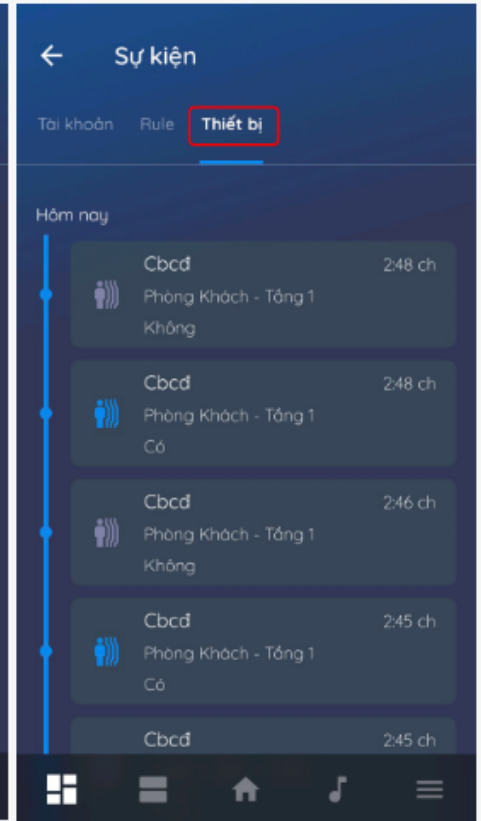 Sự kiện
Tài khoản Rule Thiết bị
Hôm nay
Cbcđ 2:48 ch
Phòng Khách - Tầng 1
Không
Cbcđ 2:48 ch
Phòng Khách - Tầng 1
Có
Cbcđ 2:46 ch
Phòng Khách - Tầng 1
Không
Cbcđ 2:45 ch
Phòng Khách - Tầng 1
Có
Cbcđ 2:45 ch